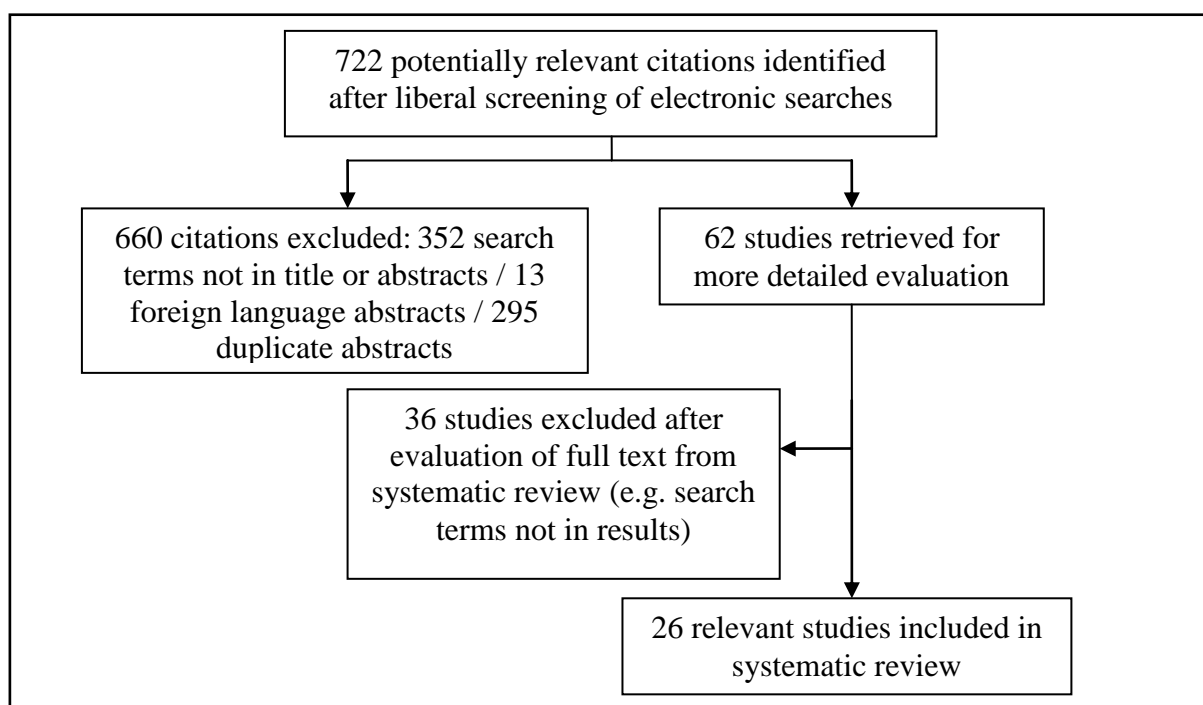 722 potentially relevant citations identified
after liberal screening of electronic searches
660 citations excluded: 352 search
terms not in title or abstracts / 13
foreign language abstracts / 295
duplicate abstracts
62 studies retrieved for
more detailed evaluation
36 studies excluded after
evaluation of full text from
systematic review (e.g. search
terms not in results)
26 relevant studies included in
systematic review